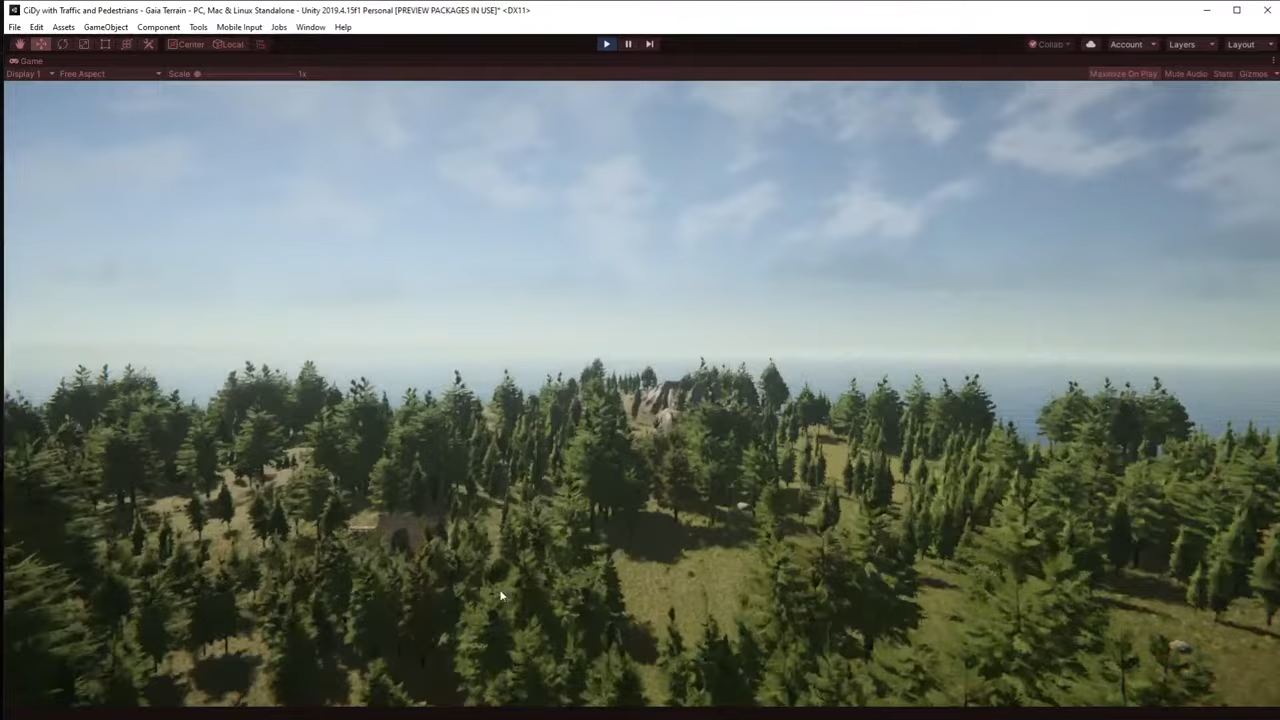 CiDy with Traffic and Pedestrians - Gaia Terrain - PC, Mac & Linux Standalone - Unity 2019.4.15f1 Personal [PREVIEW PACKAGES IN USE]* <DX11>
File Edit Assets GameObject Component Tools Mobile Input Jobs Window Help
Center Local Collab Account Layers Layout
Game
Display 1 Free Aspect Scale 1x Maximize On Play Mute Audio Stats Gizmos